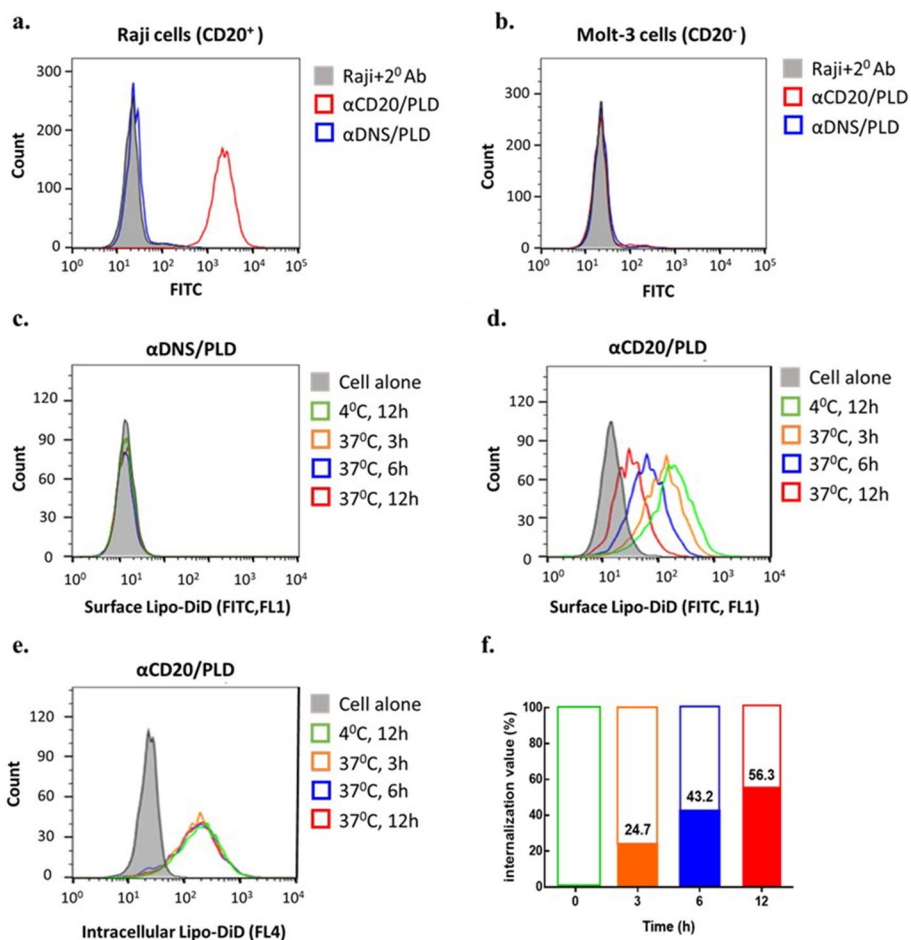 a.
Raji cells (CD20⁺)
Raji+2⁰ Ab
αCD20/PLD
αDNS/PLD
300
200
100
0
Count
10⁰ 10¹ 10² 10³ 10⁴ 10⁵
FITC
b.
Molt-3 cells (CD20⁻)
Raji+2⁰ Ab
αCD20/PLD
αDNS/PLD
300
200
100
0
Count
10⁰ 10¹ 10² 10³ 10⁴ 10⁵
FITC
c.
αDNS/PLD
Cell alone
4⁰C, 12h
37⁰C, 3h
37⁰C, 6h
37⁰C, 12h
120
90
60
30
0
Count
10⁰ 10¹ 10² 10³ 10⁴
Surface Lipo-DiD (FITC,FL1)
d.
αCD20/PLD
Cell alone
4⁰C, 12h
37⁰C, 3h
37⁰C, 6h
37⁰C, 12h
120
90
60
30
0
Count
10⁰ 10¹ 10² 10³ 10⁴
Surface Lipo-DiD (FITC, FL1)
e.
αCD20/PLD
Cell alone
4⁰C, 12h
37⁰C, 3h
37⁰C, 6h
37⁰C, 12h
120
90
60
30
0
Count
10⁰ 10¹ 10² 10³ 10⁴
Intracellular Lipo-DiD (FL4)
f.
100
80
60
40
20
0
internalization value (%)
24.7
43.2
56.3
0 3 6 12
Time (h)